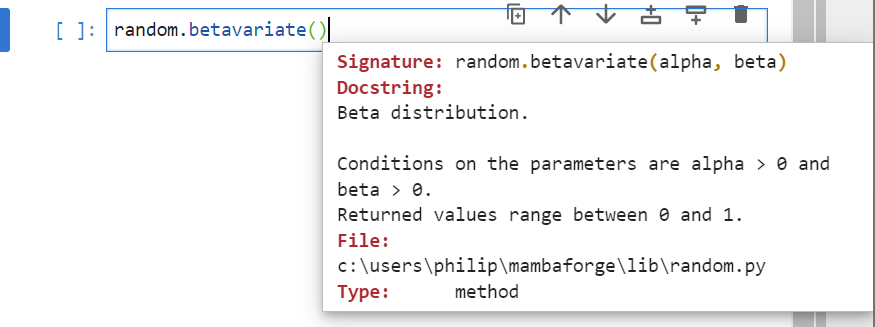 [ ]: random.betavariate()
Signature: random.betavariate(alpha, beta)
Docstring:
Beta distribution.
Conditions on the parameters are alpha > 0 and
beta > 0.
Returned values range between 0 and 1.
File:
c:\users\philip\mambaforge\lib\random.py
Type: method